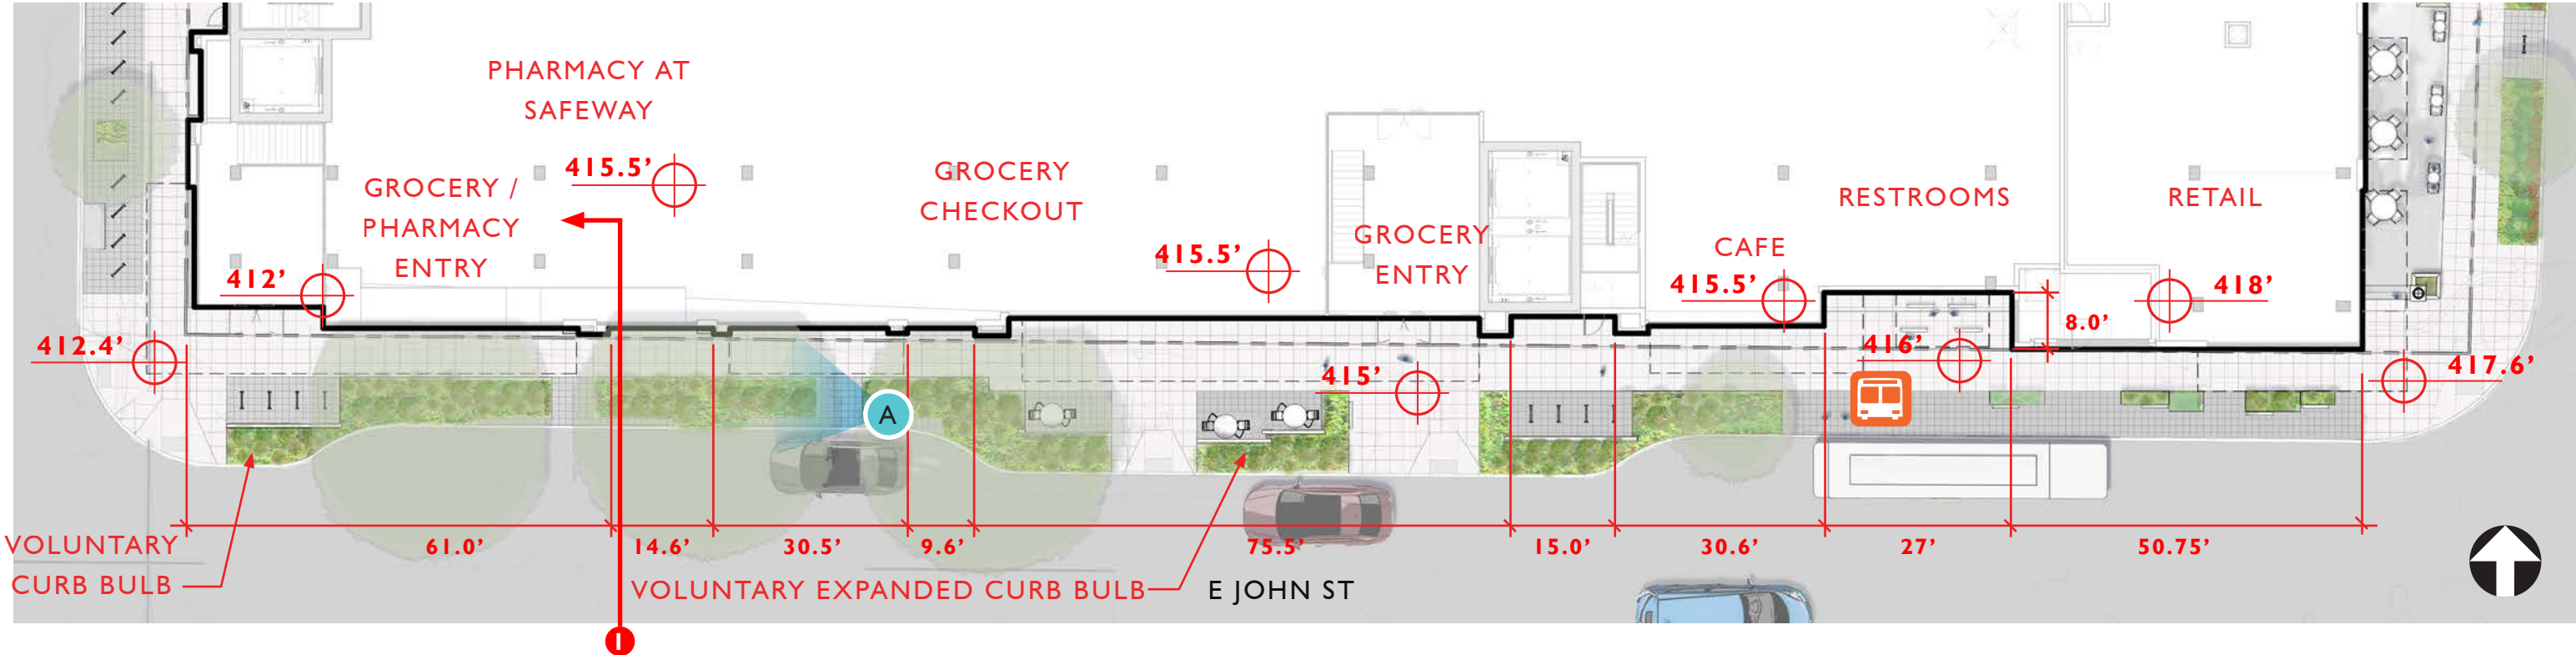 PHARMACY AT
SAFEWAY
415.5’
GROCERY /
PHARMACY
ENTRY
GROCERY
CHECKOUT
RESTROOMS
RETAIL
GROCERY
ENTRY
CAFE
415.5’
412’
415.5’
418’
8.0’
412.4’
416’
415’
417.6’
A
61.0’
14.6’
30.5’
9.6’
75.5’
15.0’
30.6’
27’
50.75’
VOLUNTARY
CURB BULB
VOLUNTARY EXPANDED CURB BULB
E JOHN ST
1